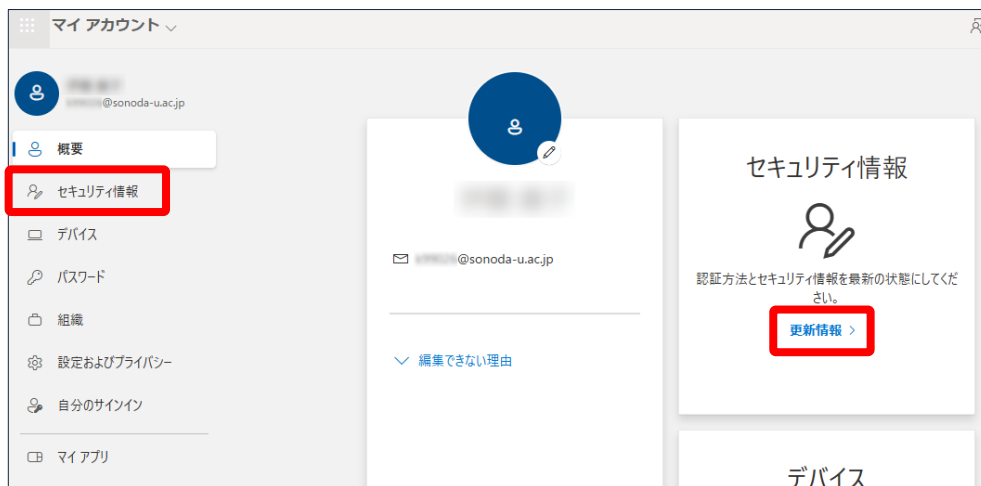 マイ アカウント
@sonoda-u.ac.jp
概要
セキュリティ情報
デバイス
パスワード
組織
設定およびプライバシー
自分のサインイン
マイ アプリ
@sonoda-u.ac.jp
編集できない理由
セキュリティ情報
認証方法とセキュリティ情報を最新の状態にしてくだ
さい。
更新情報 >
デバイス